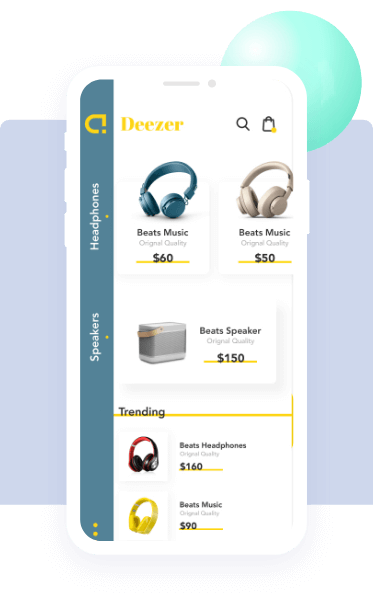 Deezer
Headphones
Speakers
Beats Music
Orignal Quality
$60
Beats Music
Orignal Quality
$50
Beats Speaker
Orignal Quality
$150
Trending
Beats Headphones
Orignal Quality
$160
Beats Music
Orignal Quality
$90